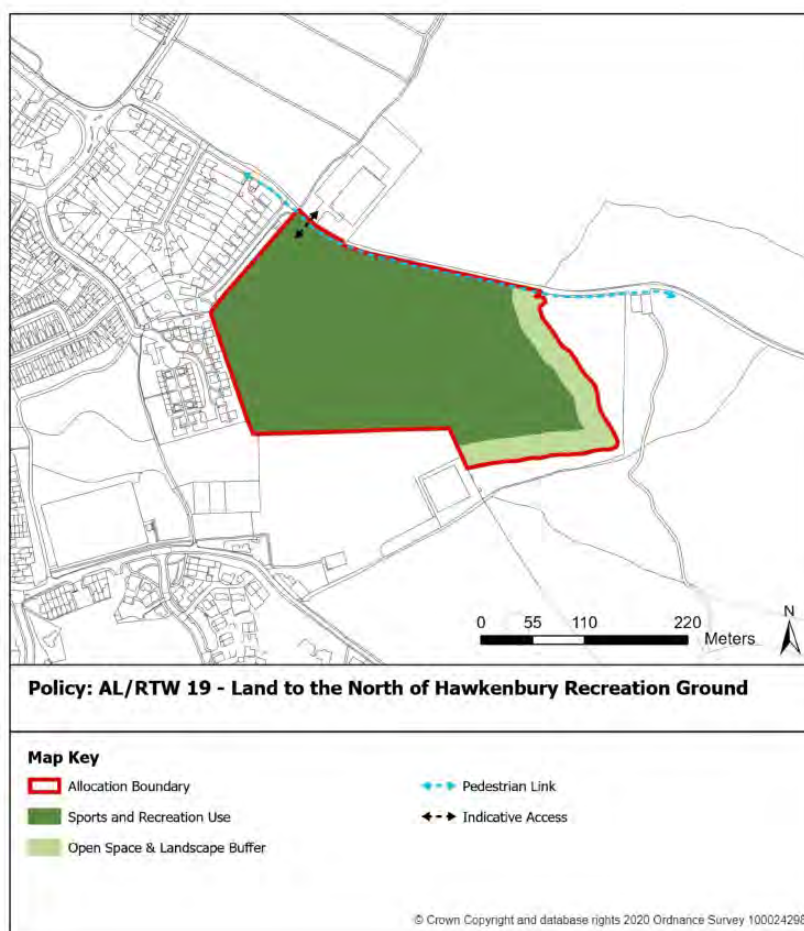 N
0 55 110 220
Meters
Policy: AL/RTW 19 - Land to the North of Hawkenbury Recreation Ground
Map Key
Allocation Boundary
Sports and Recreation Use
Open Space & Landscape Buffer
Pedestrian Link
Indicative Access
© Crown Copyright and database rights 2020 Ordnance Survey 100024298